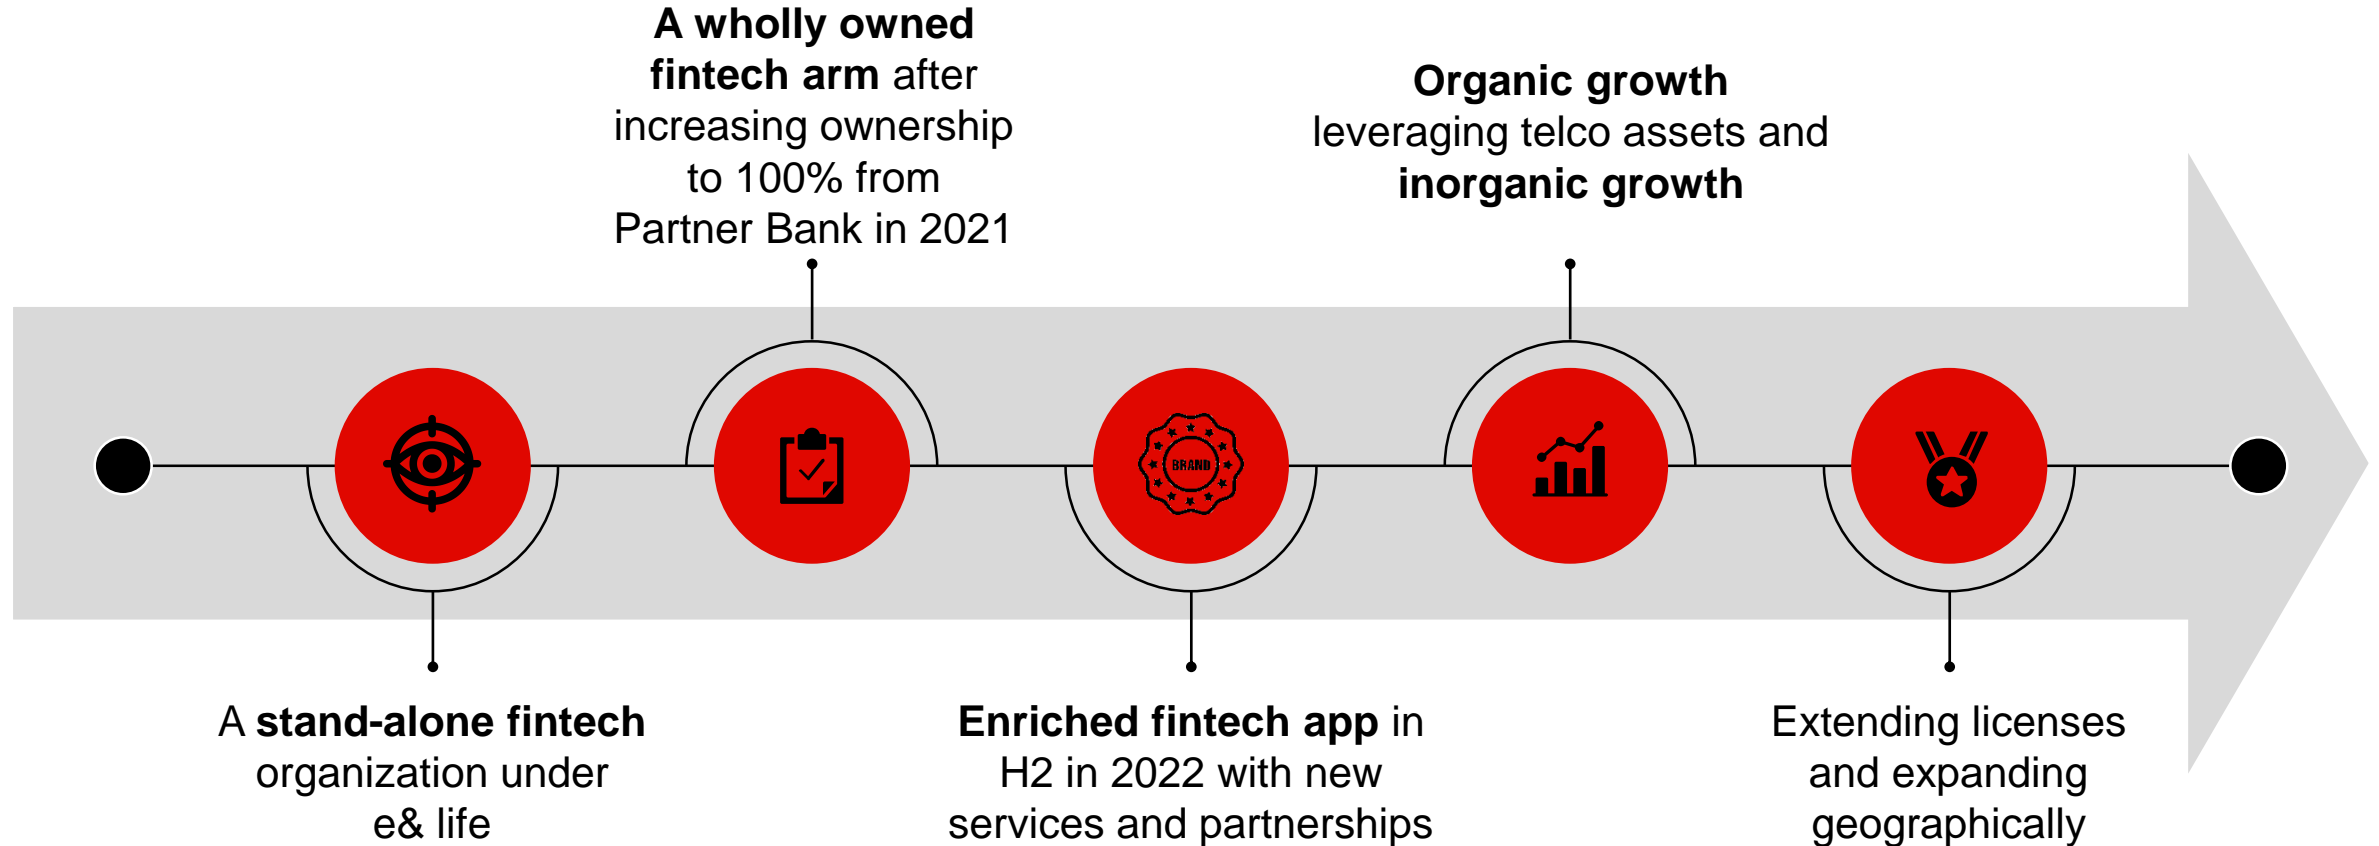 A wholly owned
fintech arm after
increasing ownership
to 100% from
Partner Bank in 2021
Organic growth
leveraging telco assets and
inorganic growth
BRAND
A stand-alone fintech
organization under
e& life
Enriched fintech app in
H2 in 2022 with new
services and partnerships
Extending licenses
and expanding
geographically